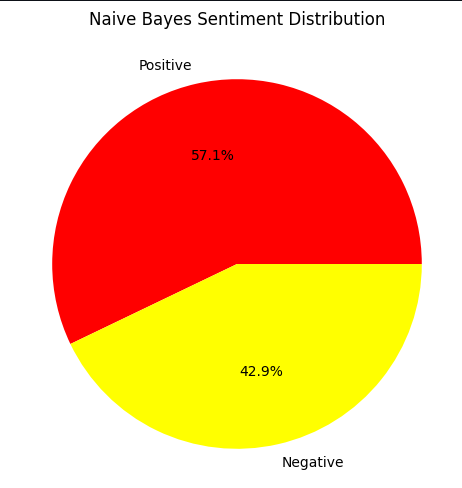 Naive Bayes Sentiment Distribution
Positive
57.1%
42.9%
Negative